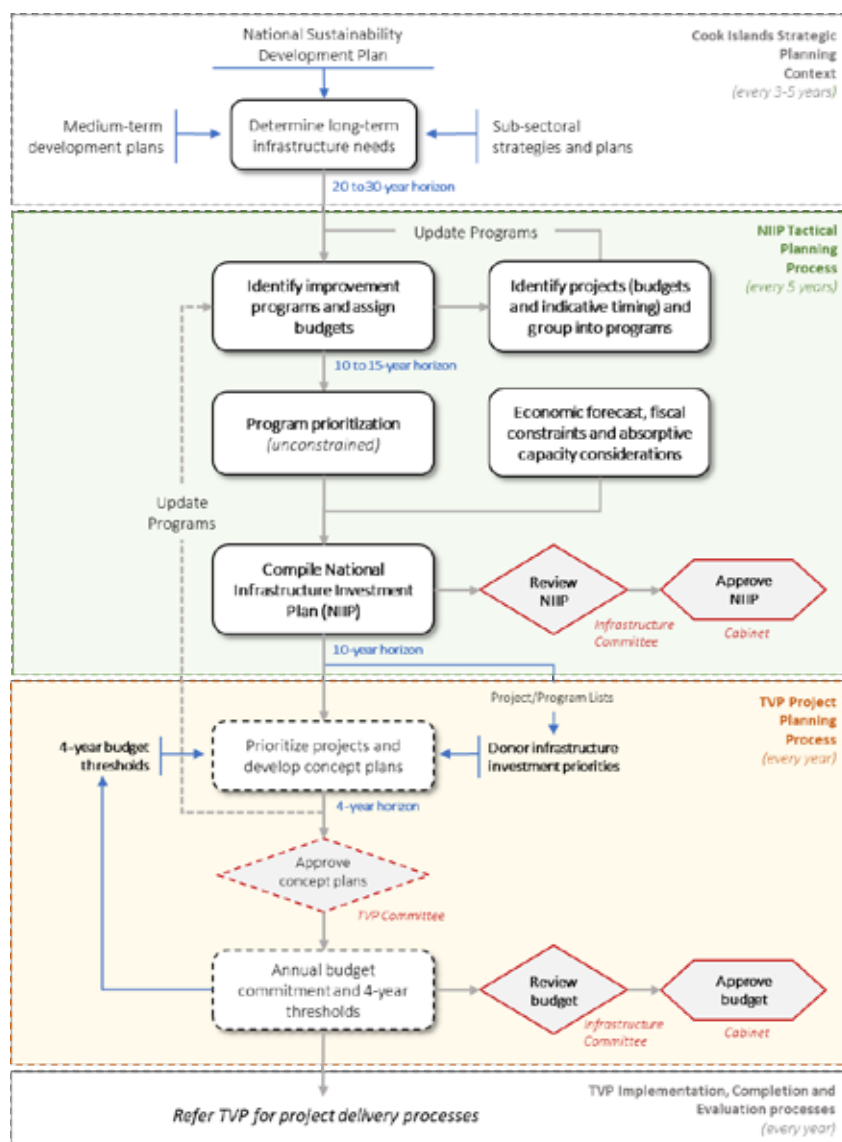 National Sustainability
Development Plan
Cook Islands Strategic
Planning
Context
(every 3-5 years)
Medium-term
development plans
Determine long-term
infrastructure needs
Sub-sectoral
strategies and plans
20 to 30-year horizon
NIIP Tactical
Planning
Process
(every 5 years)
Update Programs
Identify improvement
programs and assign
budgets
Identify projects (budgets
and indicative timing) and
group into programs
10 to 15-year horizon
Program prioritization
(unconstrained)
Economic forecast, fiscal
constraints and absorptive
capacity considerations
Update
Programs
Compile National
Infrastructure Investment
Plan (NIIP)
Review
NIIP
Approve
NIIP
Infrastructure
Committee
Cabinet
10-year horizon
Project/Program Lists
TVP Project
Planning
Process
(every year)
4-year budget
thresholds
Prioritize projects and
develop concept plans
Donor infrastructure
investment priorities
4-year horizon
Approve
concept plans
TVP Committee
Annual budget
commitment and 4-year
thresholds
Review
budget
Approve
budget
Infrastructure
Committee
Cabinet
TVP Implementation, Completion and
Evaluation processes
(every year)
Refer TVP for project delivery processes